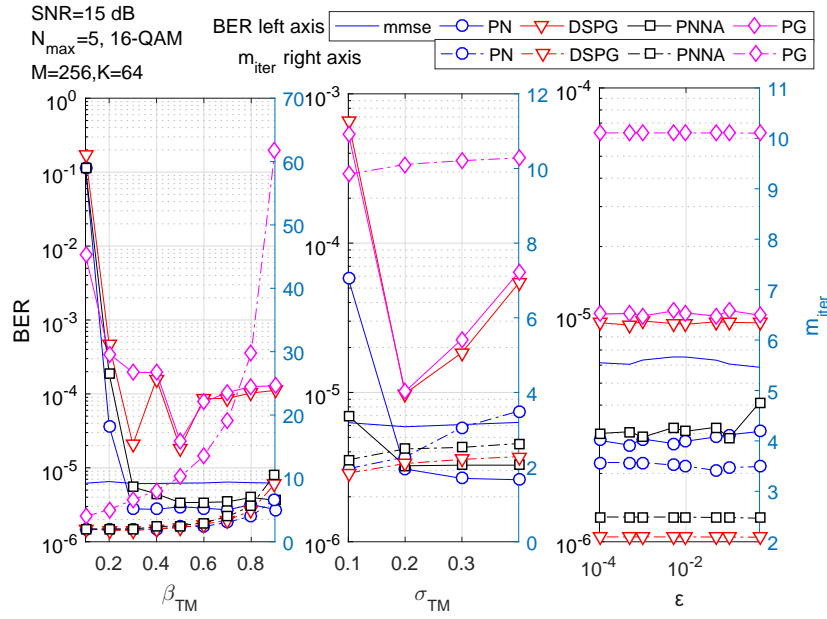 SNR=15 dB
N_max=5, 16-QAM
M=256,K=64
BER left axis
mmse PN DSPG PNNA PG
m_iter right axis
PN DSPG PNNA PG
BER
10^0
10^-1
10^-2
10^-3
10^-4
10^-5
10^-6
70
60
50
40
30
20
10
0
0.2 0.4 0.6 0.8
β_TM
10^-3
10^-4
10^-5
10^-6
12
10
8
6
4
2
0
0.1 0.2 0.3
σ_TM
10^-4
10^-5
10^-6
11
10
9
8
7
6
5
4
3
2
10^-4 10^-2
ε
m_iter